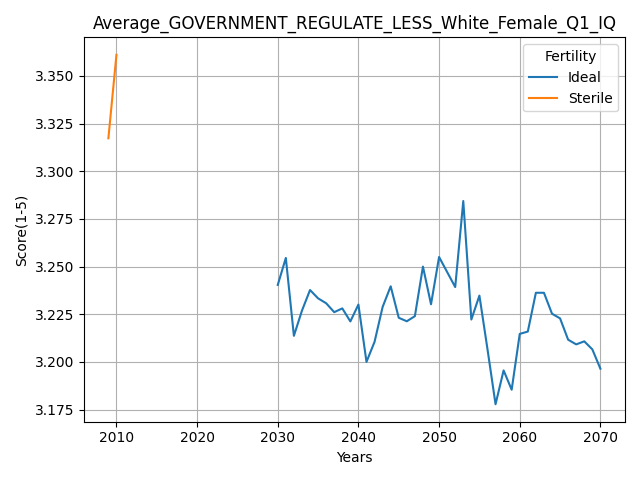 Average_GOVERNMENT_REGULATE_LESS_White_Female_Q1_IQ
Fertility
Ideal
Sterile
Score(1-5)
3.350
3.325
3.300
3.275
3.250
3.225
3.200
3.175
2010 2020 2030 2040 2050 2060 2070
Years